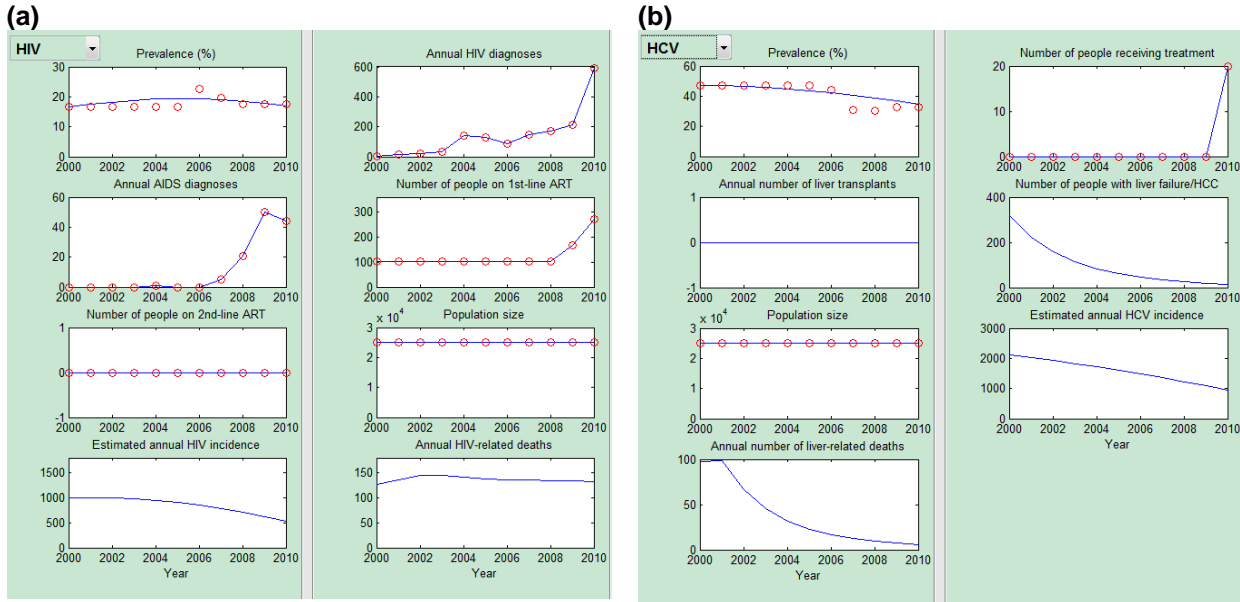 (a)
HIV
Prevalence (%)
30
20
10
0
2000 2002 2004 2006 2008 2010
Annual HIV diagnoses
600
400
200
0
2000 2002 2004 2006 2008 2010
Annual AIDS diagnoses
60
40
20
0
2000 2002 2004 2006 2008 2010
Number of people on 1st-line ART
300
200
100
0
2000 2002 2004 2006 2008 2010
Number of people on 2nd-line ART
1
0
-1
2000 2002 2004 2006 2008 2010
Population size
x 10^4
3
2
1
0
2000 2002 2004 2006 2008 2010
Estimated annual HIV incidence
1500
1000
500
0
2000 2002 2004 2006 2008 2010
Year
Annual HIV-related deaths
150
100
50
0
2000 2002 2004 2006 2008 2010
Year
(b)
HCV
Prevalence (%)
60
40
20
0
2000 2002 2004 2006 2008 2010
Number of people receiving treatment
20
10
0
2000 2002 2004 2006 2008 2010
Annual number of liver transplants
1
0
-1
2000 2002 2004 2006 2008 2010
Number of people with liver failure/HCC
400
200
0
2000 2002 2004 2006 2008 2010
Population size
x 10^4
3
2
1
0
2000 2002 2004 2006 2008 2010
Estimated annual HCV incidence
3000
2000
1000
0
2000 2002 2004 2006 2008 2010
Year
Annual number of liver-related deaths
100
50
0
2000 2002 2004 2006 2008 2010
Year